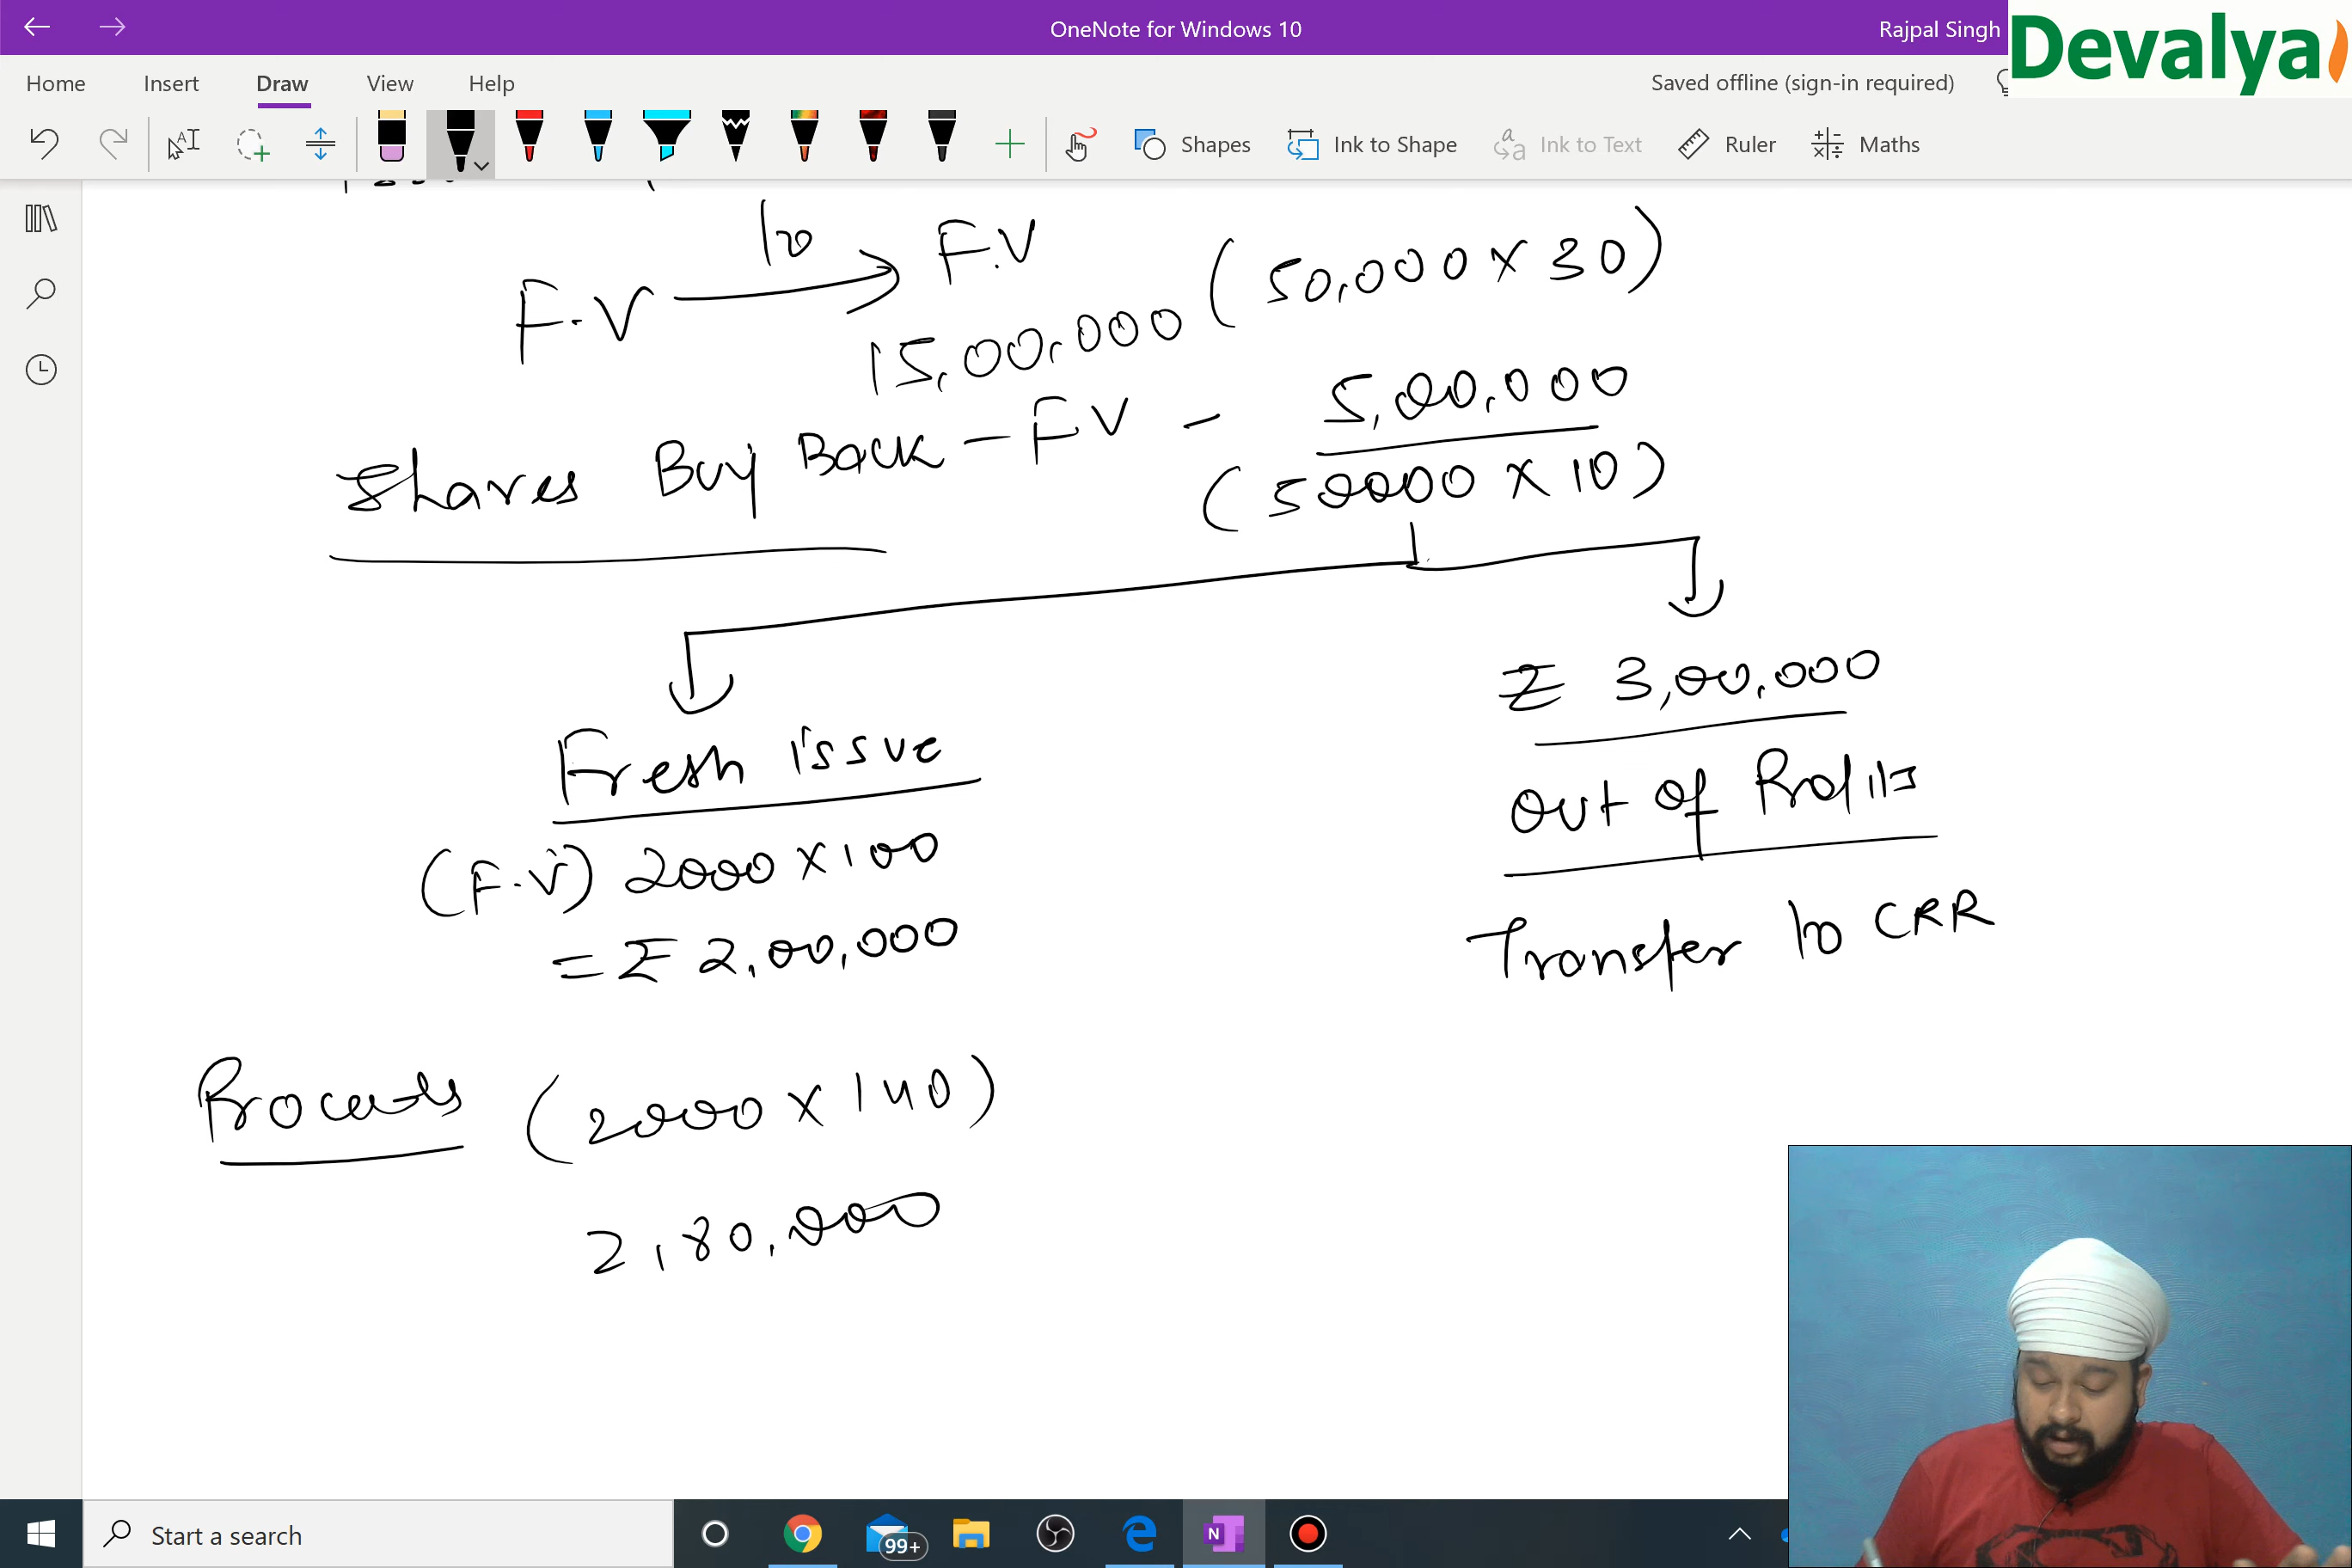 OneNote for Windows 10
Rajpal Singh
Devalya
Home Insert Draw View Help
Saved offline (sign-in required)
Shapes Ink to Shape Ink to Text Ruler Maths
F.V to F.V
15,00,000 (50,000 × 30)
Shares Buy Back - FV - 5,00,000
(50000 × 10)
Fresh issue
₹ 3,00,000
(F.V) 2000 × 100
out of Profits
= ₹ 2,00,000
Transfer to CRR
Proceeds (2000 × 140)
2,80,000
Start a search
99+
N